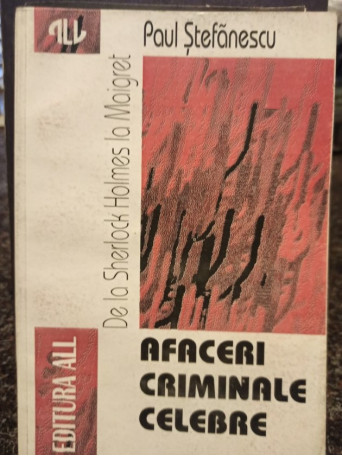 ALL
Paul Ștefănescu
De la Sherlock Holmes la Maigret
AFACERI
CRIMINALE
CELEBRE
EDITURA ALL